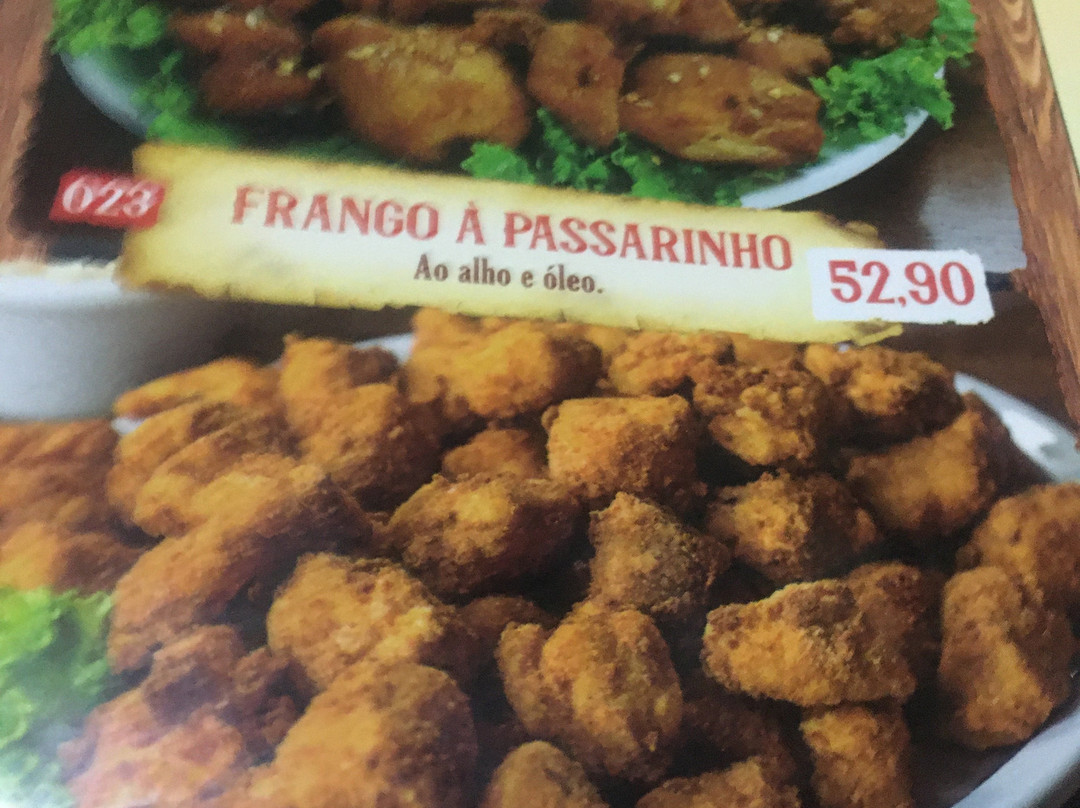 623
FRANGO À PASSARINHO
Ao alho e óleo.
52,90